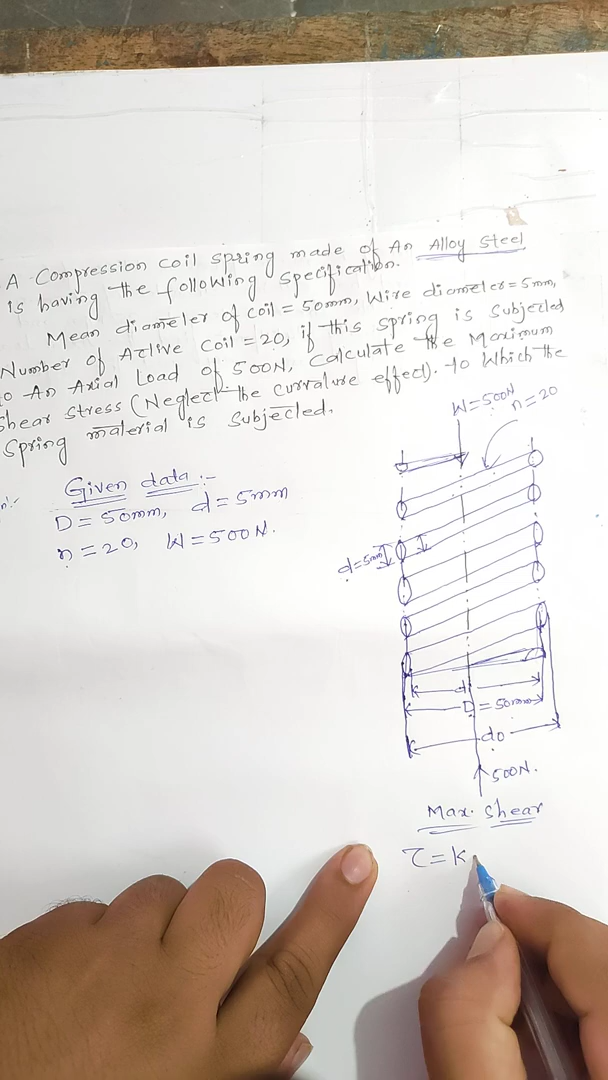 A Compression coil spring made of An Alloy Steel
is having the following specification.
Mean diameter of coil = 50mm, Wire diameter = 5mm,
Number of Active coil = 20, if this spring is Subjected
to An Axial Load of 500N, Calculate the Maximum
Shear stress (Neglect the curvature effect). to Which the
Spring material is Subjected.
W = 500N
n = 20
Given data :-
D = 50mm, d = 5mm
n = 20, W = 500N.
d = 5mm
di
D = 50mm
do
500N.
Max. Shear
τ = K